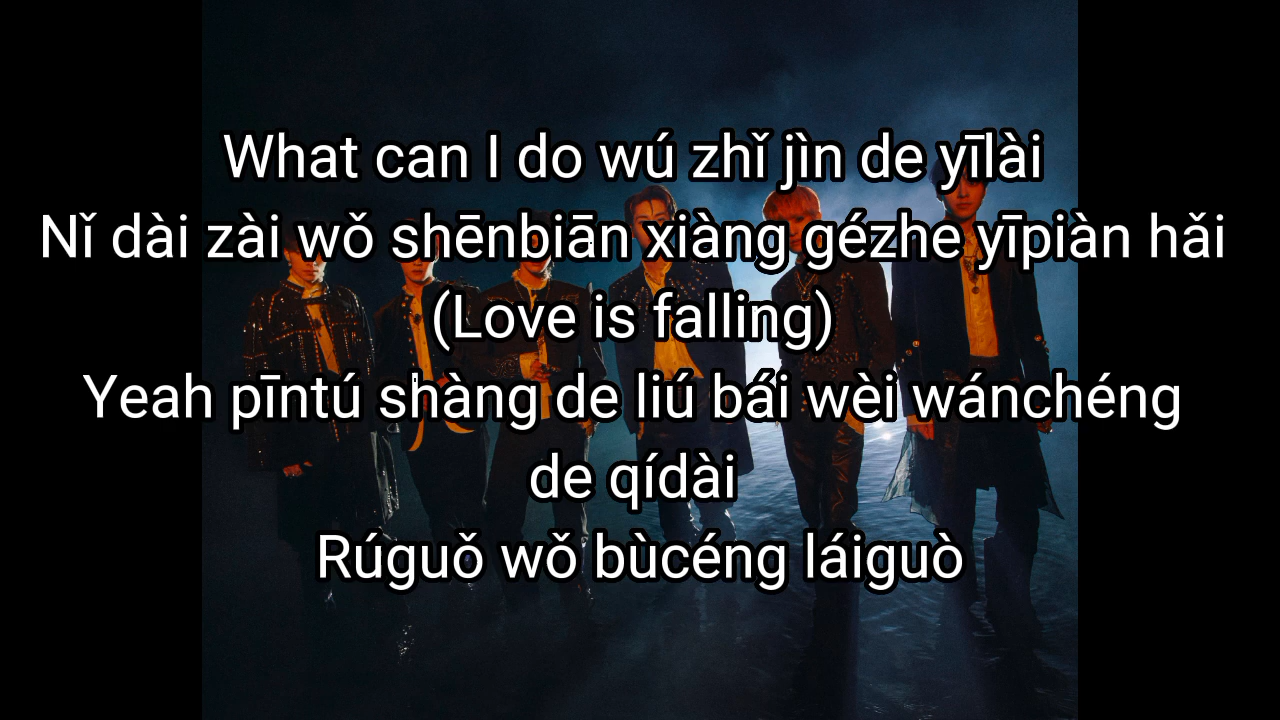 What can I do wú zhǐ jìn de yīlài
Nǐ dài zài wǒ shēnbiān xiàng gézhe yīpiàn hǎi
(Love is falling)
Yeah pīntú shàng de liú bái wèi wánchéng
de qídài
Rúguǒ wǒ bùcéng láiguò